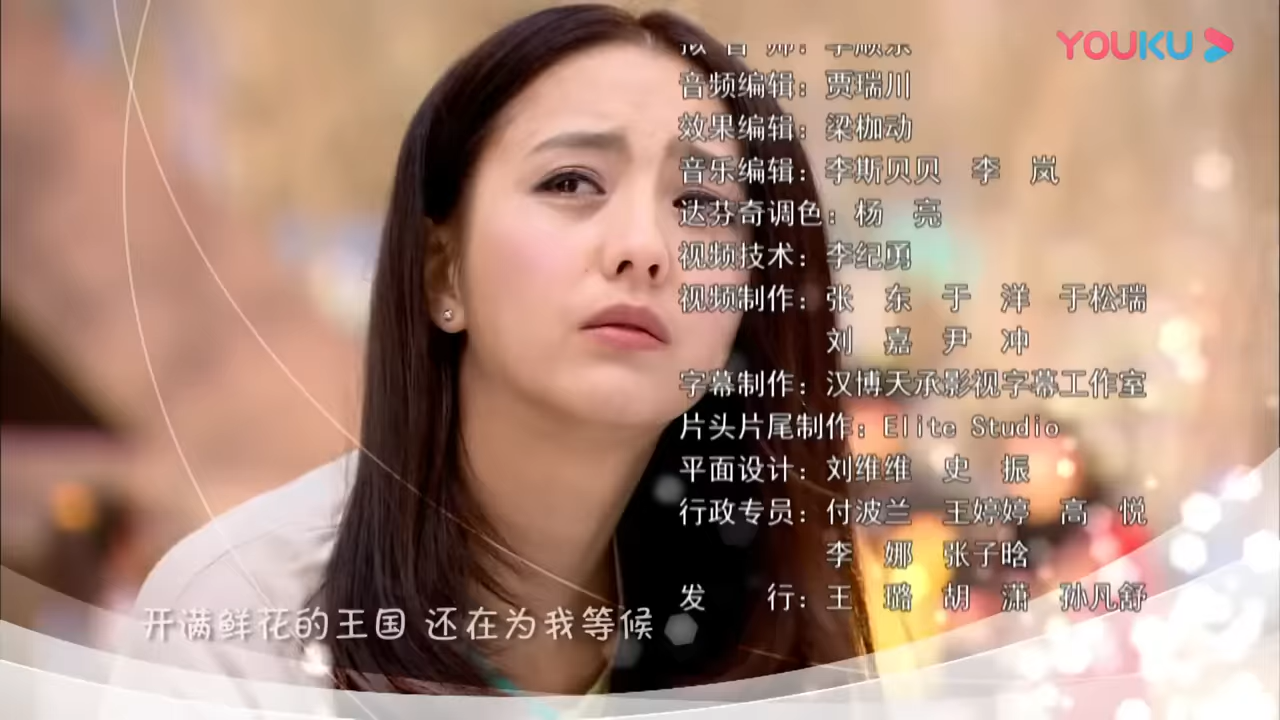 YOUKU
音频编辑：贾瑞川
效果编辑：梁枷动
音乐编辑：李斯贝贝 李 岚
达芬奇调色：杨 亮
视频技术：李纪勇
视频制作：张 东 于 洋 于松瑞
刘 嘉 尹 冲
字幕制作：汉博天承影视字幕工作室
片头片尾制作：Elite Studio
平面设计：刘维维 史 振
行政专员：付波兰 王婷婷 高 悦
李 娜 张子晗
发 行：王 璐 胡 潇 孙凡舒
开满鲜花的王国 还在为我等候